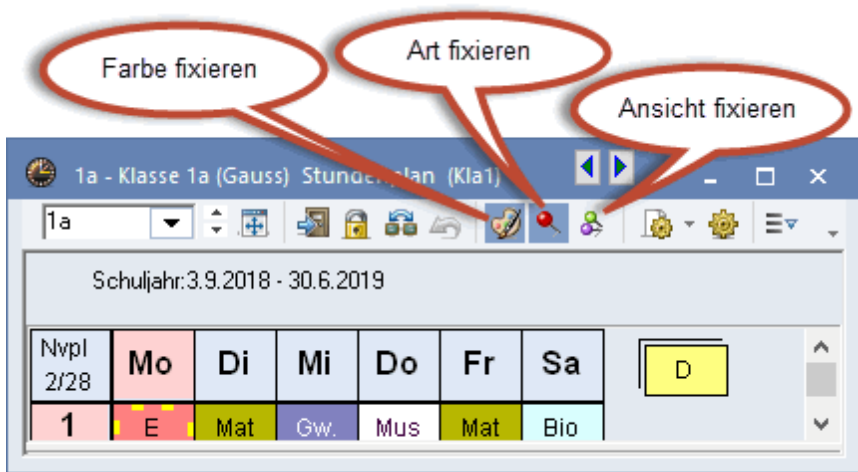 Farbe fixieren
Art fixieren
Ansicht fixieren
1a - Klasse 1a (Gauss) Stundenplan (Kla1)
1a
Schuljahr:3.9.2018 - 30.6.2019
Nvpl
2/28
Mo Di Mi Do Fr Sa
D
1 E Mat Gw. Mus Mat Bio